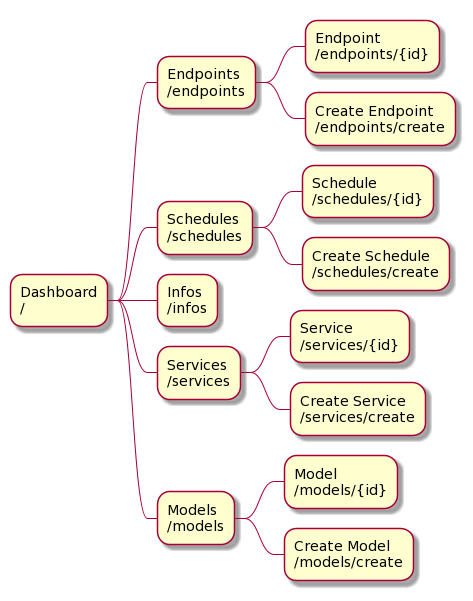 Dashboard
/
Endpoints
/endpoints
Endpoint
/endpoints/{id}
Create Endpoint
/endpoints/create
Schedules
/schedules
Schedule
/schedules/{id}
Create Schedule
/schedules/create
Infos
/infos
Services
/services
Service
/services/{id}
Create Service
/services/create
Models
/models
Model
/models/{id}
Create Model
/models/create